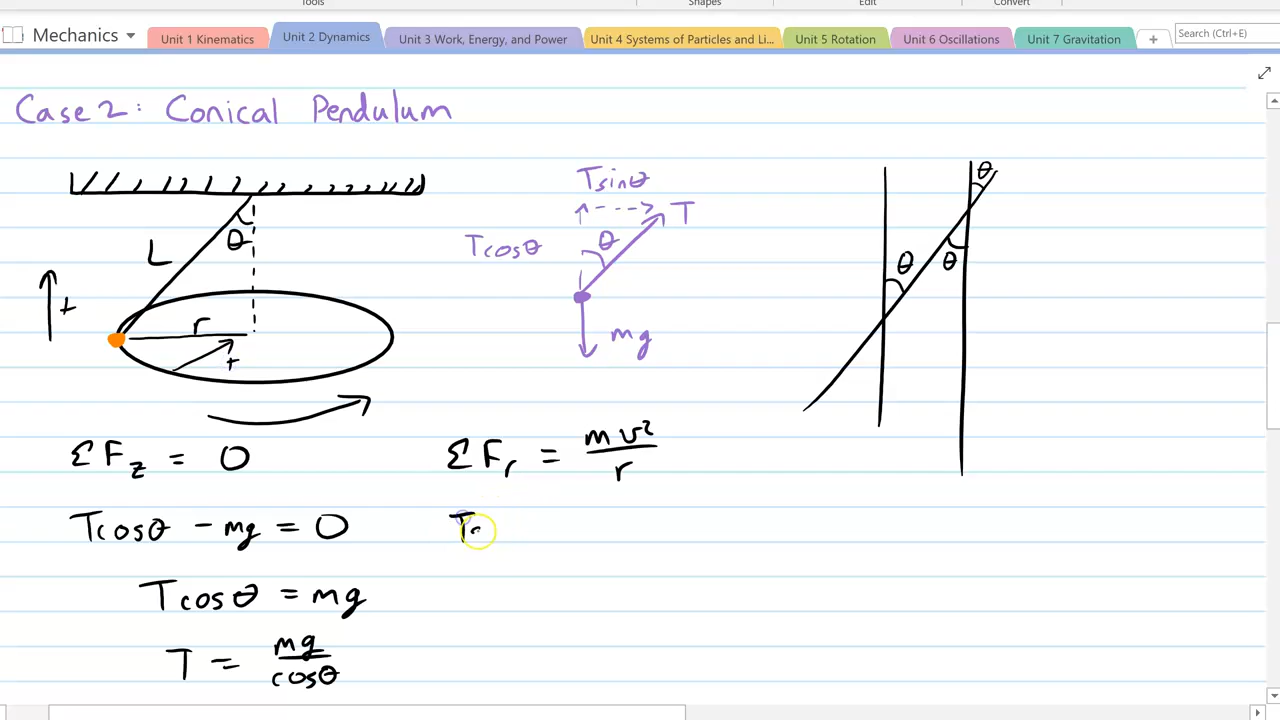 Tools
Shapes
Edit
Convert
Mechanics
Unit 1 Kinematics
Unit 2 Dynamics
Unit 3 Work, Energy, and Power
Unit 4 Systems of Particles and Li...
Unit 5 Rotation
Unit 6 Oscillations
Unit 7 Gravitation
+
Search (Ctrl+E)
Case 2: Conical Pendulum
θ
L
r
+
+
Tsinθ
T
Tcosθ
θ
mg
θ
θ
θ
ΣF_z = 0
ΣF_r = mv²/r
Tcosθ - mg = 0
Ts
Tcosθ = mg
T = mg/cosθ